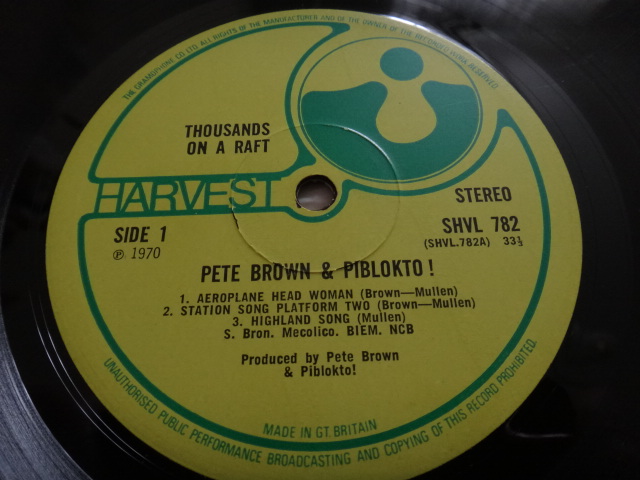 THE GRAMOPHONE CO. LTD. ALL RIGHTS OF THE MANUFACTURER AND OF THE OWNER OF THE RECORDED WORK RESERVED
THOUSANDS
ON A RAFT
HARVEST
STEREO
SIDE 1
SHVL 782
℗ 1970
(SHVL.782A) 33⅓
PETE BROWN & PIBLOKTO!
1. AEROPLANE HEAD WOMAN (Brown—Mullen)
2. STATION SONG PLATFORM TWO (Brown—Mullen)
3. HIGHLAND SONG (Mullen)
S. Bron. Mecolico. BIEM. NCB
Produced by Pete Brown
& Piblokto!
MADE IN GT. BRITAIN
UNAUTHORISED PUBLIC PERFORMANCE BROADCASTING AND COPYING OF THIS RECORD PROHIBITED.